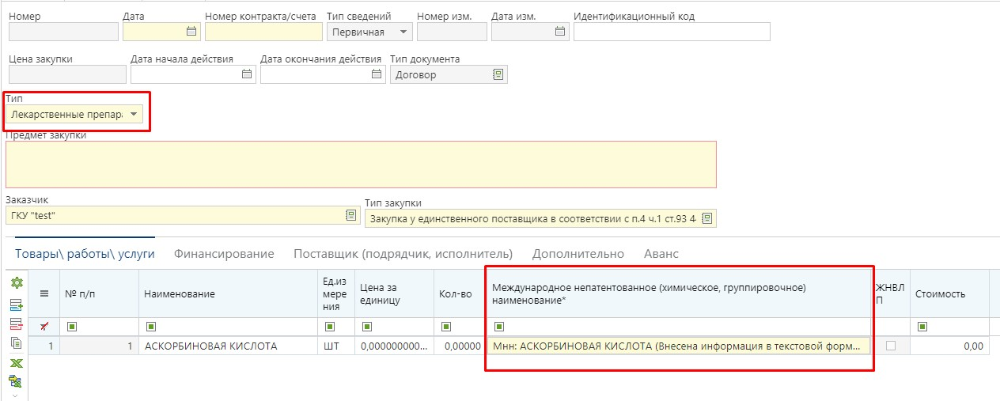 Номер Дата Номер контракта/счета Тип сведений Номер изм. Дата изм. Идентификационный код
Первичная
Цена закупки Дата начала действия Дата окончания действия Тип документа
Договор
Тип
Лекарственные препара
Предмет закупки
Заказчик Тип закупки
ГКУ "test" Закупка у единственного поставщика в соответствии с п.4 ч.1 ст.93 4
Товары\ работы\ услуги Финансирование Поставщик (подрядчик, исполнитель) Дополнительно Аванс
№ п/п Наименование Ед.из мере ния Цена за единицу Кол-во Международное непатентованное (химическое, группировочное) наименование* ЖНВЛ П Стоимость
1 1 АСКОРБИНОВАЯ КИСЛОТА ШТ 0,000000000... 0,00000 Мнн: АСКОРБИНОВАЯ КИСЛОТА (Внесена информация в текстовой форм... 0,00